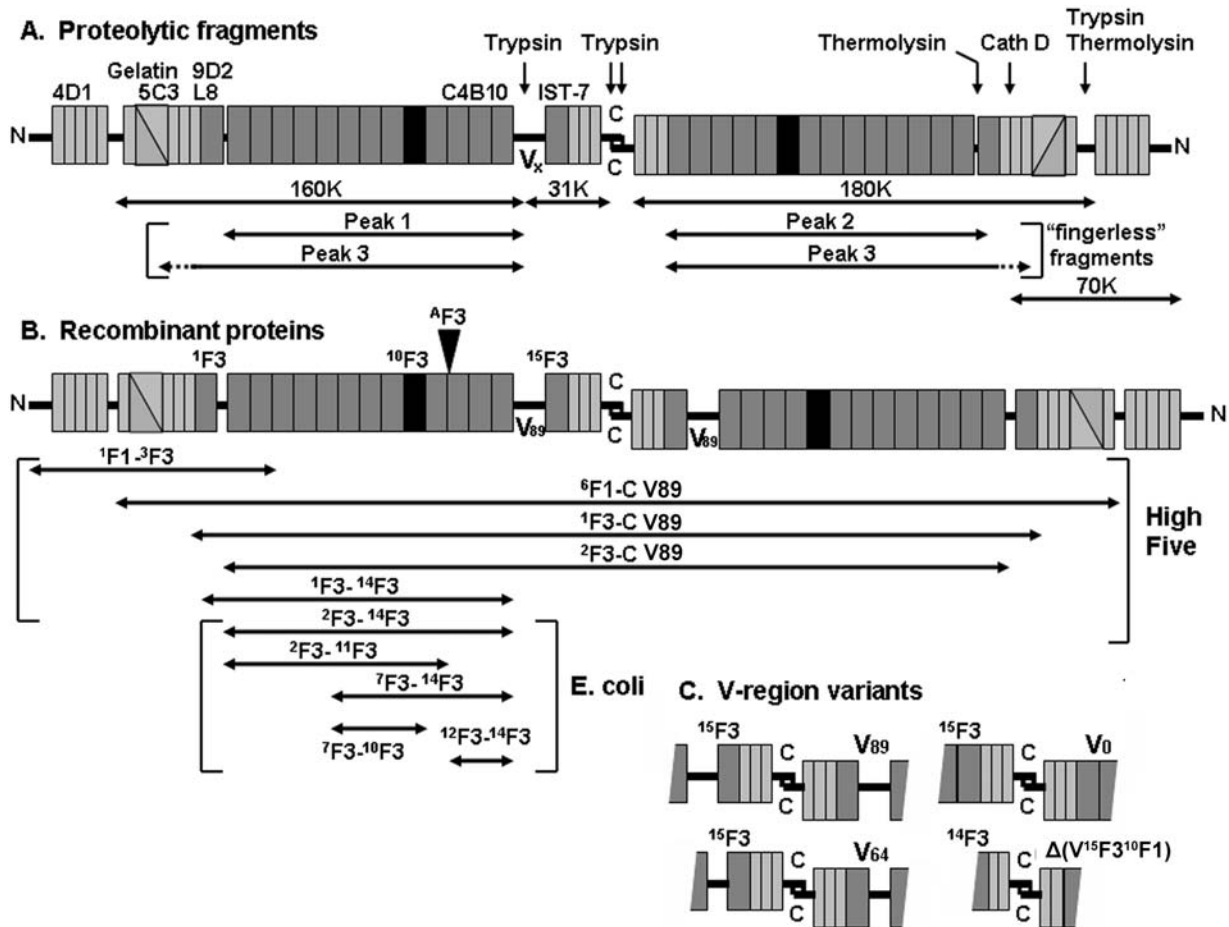 A. Proteolytic fragments
Trypsin
Trypsin
Thermolysin
Cath D
Trypsin
Thermolysin
4D1
Gelatin
5C3
9D2
L8
C4B10
IST-7
N
Vx
C
C
N
160K
31K
180K
Peak 1
Peak 2
Peak 3
Peak 3
"fingerless"
fragments
70K
B. Recombinant proteins
ᴬF3
¹F3
¹⁰F3
¹⁵F3
N
V₈₉
C
C
V₈₉
N
¹F1-³F3
⁶F1-C V89
¹F3-C V89
²F3-C V89
High
Five
¹F3-¹⁴F3
²F3-¹⁴F3
²F3-¹¹F3
⁷F3-¹⁴F3
⁷F3-¹⁰F3
¹²F3-¹⁴F3
E. coli
C. V-region variants
¹⁵F3
C
C
V₈₉
¹⁵F3
C
C
V₀
¹⁵F3
C
C
V₆₄
¹⁴F3
C
C
Δ(V¹⁵F3¹⁰F1)